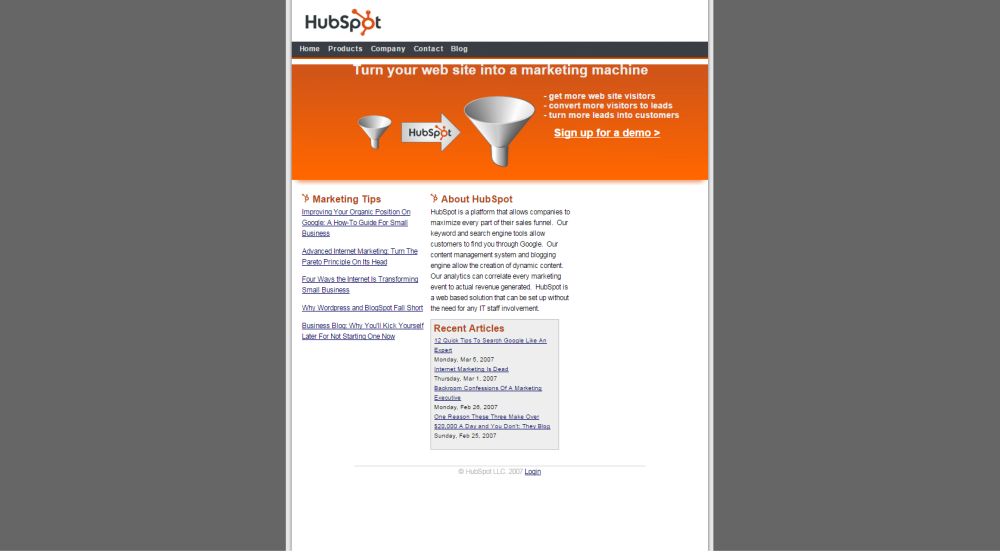 HubSpot
Home Products Company Contact Blog
Turn your web site into a marketing machine
- get more web site visitors
- convert more visitors to leads
- turn more leads into customers
HubSpot
Sign up for a demo >
Marketing Tips
Improving Your Organic Position On
Google: A How-To Guide For Small
Business
Advanced Internet Marketing: Turn The
Pareto Principle On Its Head
Four Ways the Internet Is Transforming
Small Business
Why Wordpress and BlogSpot Fall Short
Business Blog: Why You'll Kick Yourself
Later For Not Starting One Now
About HubSpot
HubSpot is a platform that allows companies to
maximize every part of their sales funnel. Our
keyword and search engine tools allow
customers to find you through Google. Our
content management system and blogging
engine allow the creation of dynamic content.
Our analytics can correlate every marketing
event to actual revenue generated. HubSpot is
a web based solution that can be set up without
the need for any IT staff involvement.
Recent Articles
12 Quick Tips To Search Google Like An
Expert
Monday, Mar 5, 2007
Internet Marketing Is Dead
Thursday, Mar 1, 2007
Backroom Confessions Of A Marketing
Executive
Monday, Feb 26, 2007
One Reason These Three Make Over
$20,000 A Day and You Don't: They Blog
Sunday, Feb 25, 2007
© HubSpot LLC. 2007 Login